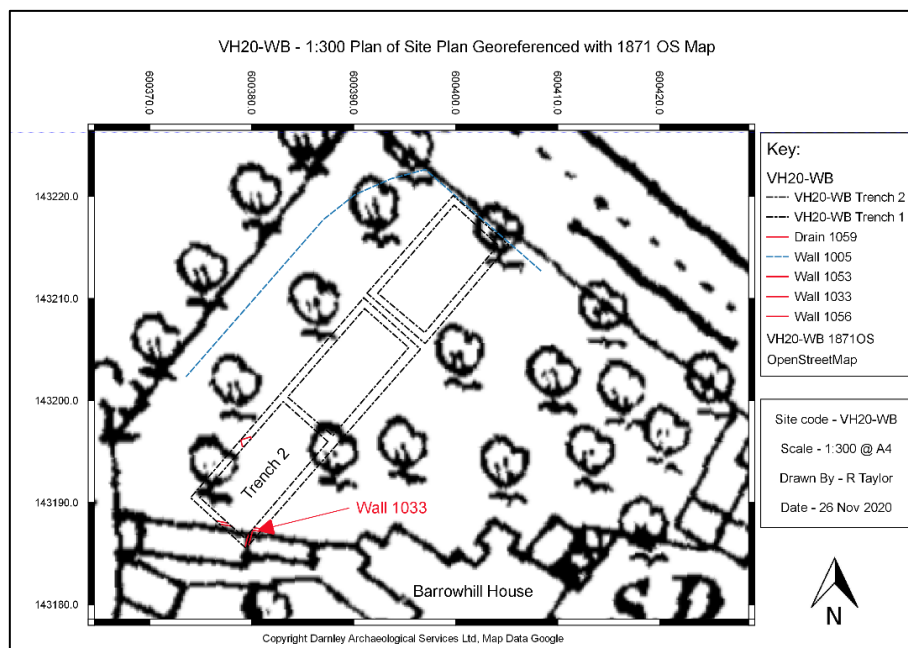 VH20-WB - 1:300 Plan of Site Plan Georeferenced with 1871 OS Map
600370.0
600380.0
600390.0
600400.0
600410.0
600420.0
143220.0
143210.0
143200.0
143190.0
143180.0
Trench 2
Wall 1033
Barrowhill House
S D
Key:
VH20-WB
VH20-WB Trench 2
VH20-WB Trench 1
Drain 1059
Wall 1005
Wall 1053
Wall 1033
Wall 1056
VH20-WB 1871OS
OpenStreetMap
Site code - VH20-WB
Scale - 1:300 @ A4
Drawn By - R Taylor
Date - 26 Nov 2020
N
Copyright Darnley Archaeological Services Ltd, Map Data Google